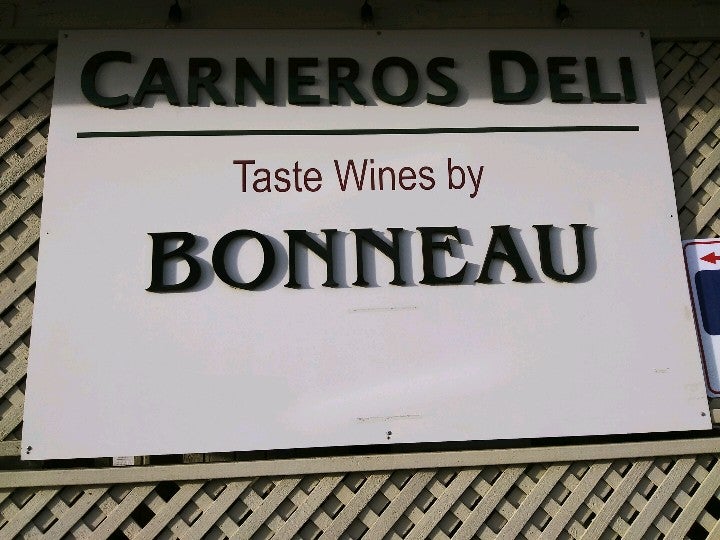 CARNEROS DELI
Taste Wines by
BONNEAU